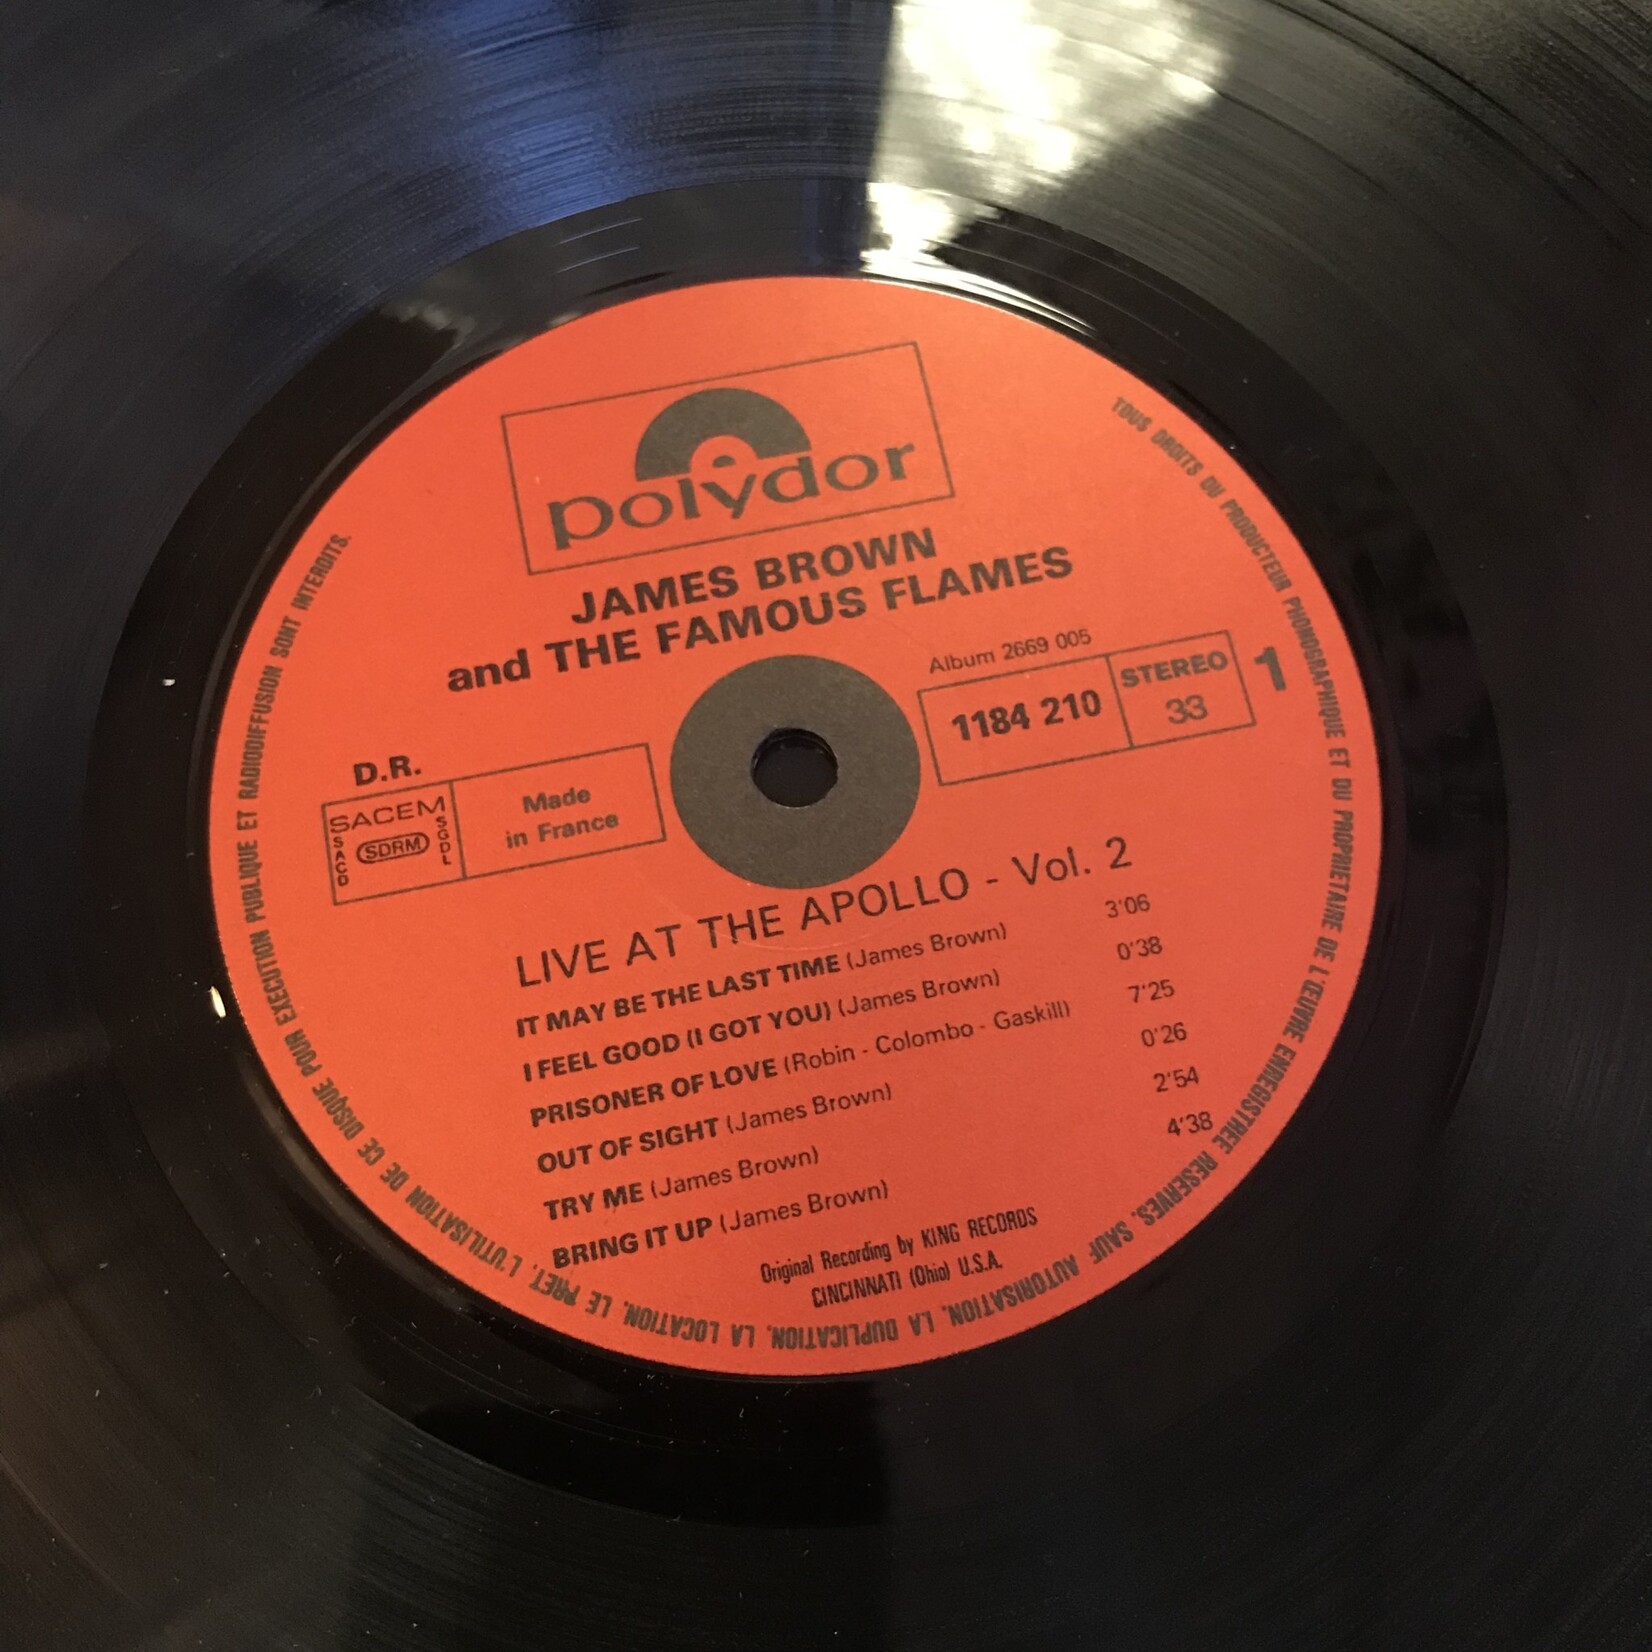 polydor
JAMES BROWN
and THE FAMOUS FLAMES
Album 2669 005
1184 210
STEREO
33
1
D.R.
SACEM
SACD
SDRM
SGDL
Made
in France
LIVE AT THE APOLLO - Vol. 2
IT MAY BE THE LAST TIME (James Brown) 3'06
I FEEL GOOD (I GOT YOU) (James Brown) 0'38
PRISONER OF LOVE (Robin - Colombo - Gaskill) 7'25
OUT OF SIGHT (James Brown) 0'26
TRY ME (James Brown) 2'54
BRING IT UP (James Brown) 4'38
Original Recording by KING RECORDS
CINCINNATI (Ohio) U.S.A.
TOUS DROITS DU PRODUCTEUR PHONOGRAPHIQUE ET DU PROPRIETAIRE DE L'ŒUVRE ENREGISTREE RESERVES. SAUF AUTORISATION, LA DUPLICATION, LA LOCATION, LE PRET, L'UTILISATION DE CE DISQUE POUR EXECUTION PUBLIQUE ET RADIODIFFUSION SONT INTERDITS.